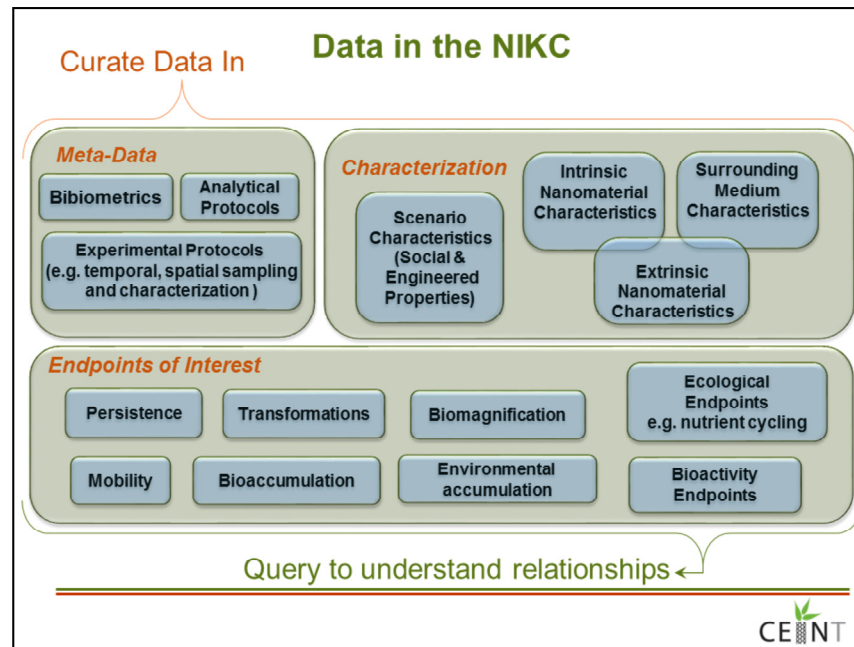 Data in the NIKC
Curate Data In
Meta-Data
Bibiometrics
Analytical
Protocols
Experimental Protocols
(e.g. temporal, spatial sampling
and characterization )
Characterization
Scenario
Characteristics
(Social &
Engineered
Properties)
Intrinsic
Nanomaterial
Characteristics
Surrounding
Medium
Characteristics
Extrinsic
Nanomaterial
Characteristics
Endpoints of Interest
Persistence
Transformations
Biomagnification
Ecological
Endpoints
e.g. nutrient cycling
Mobility
Bioaccumulation
Environmental
accumulation
Bioactivity
Endpoints
Query to understand relationships
CEINT